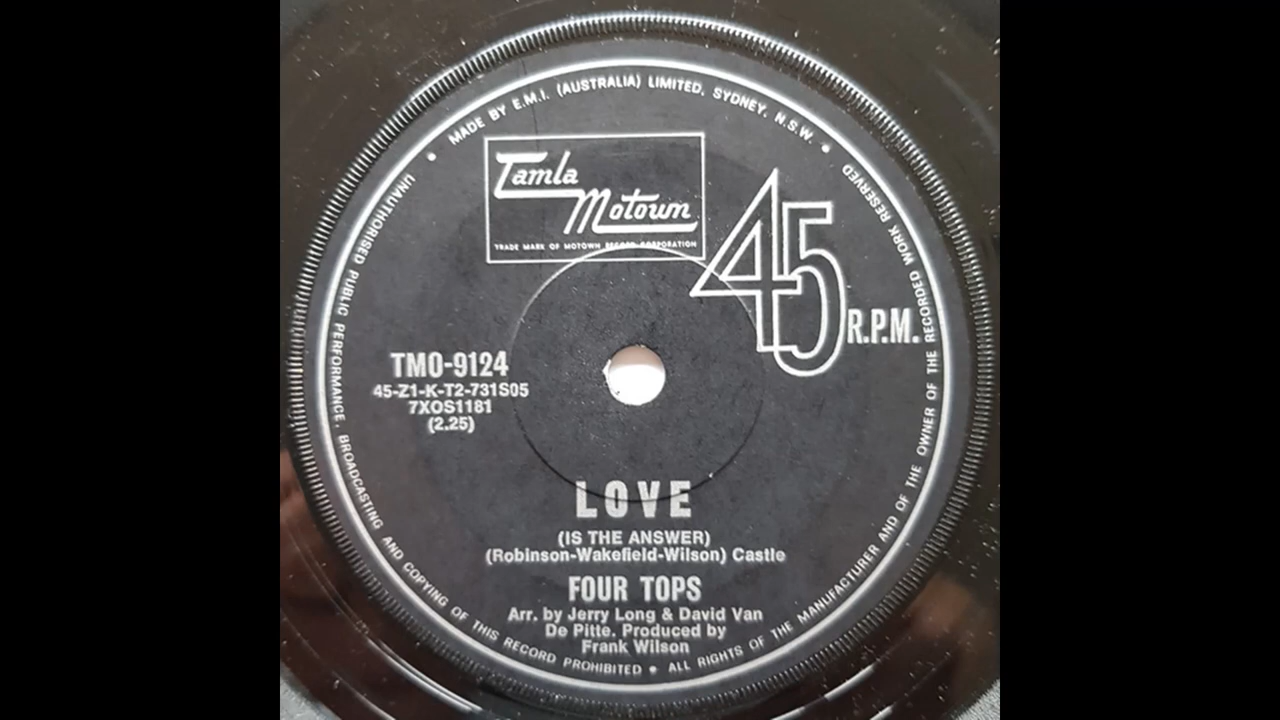 MADE BY E.M.I. (AUSTRALIA) LIMITED. SYDNEY. N.S.W.
Tamla
Motown
TRADE MARK OF MOTOWN RECORD CORPORATION
45
R.P.M.
TMO-9124
45-Z1-K-T2-731S05
7XOS1181
(2.25)
LOVE
(IS THE ANSWER)
(Robinson-Wakefield-Wilson) Castle
FOUR TOPS
Arr. by Jerry Long & David Van
De Pitte. Produced by
Frank Wilson
UNAUTHORISED PUBLIC PERFORMANCE, BROADCASTING AND COPYING OF THIS RECORD PROHIBITED • ALL RIGHTS OF THE MANUFACTURER AND OF THE OWNER OF THE RECORDED WORK RESERVED